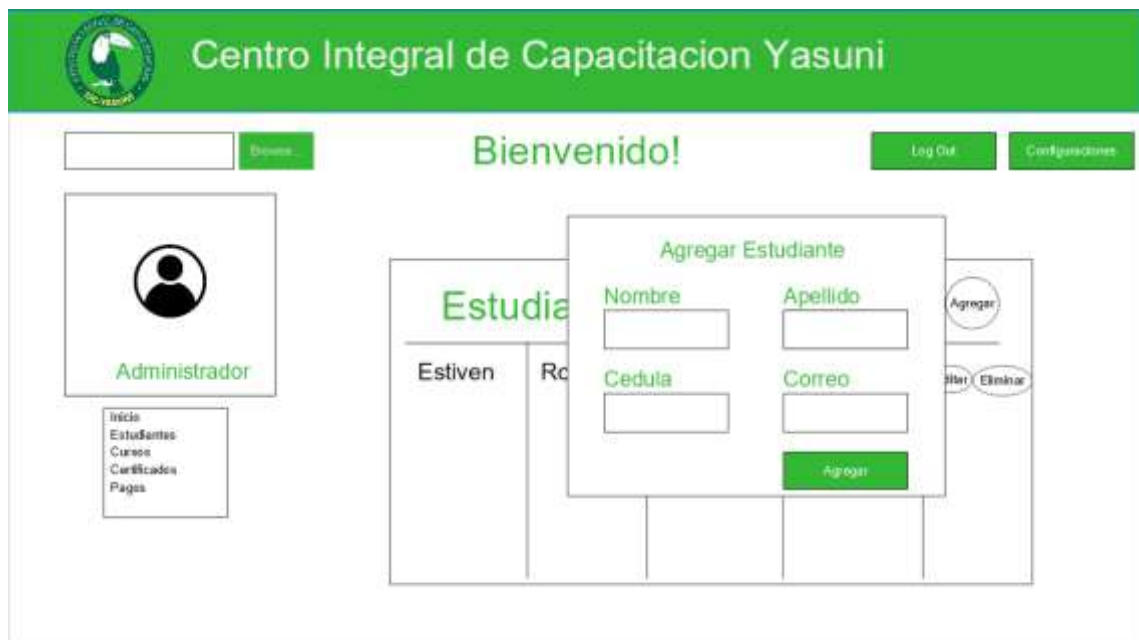 Centro Integral de Capacitacion Yasuni
Browse...
Bienvenido!
Log Out
Configuraciones
Administrador
Inicio
Estudiantes
Cursos
Certificados
Pagos
Estudia
Agregar
Estiven
Ro
ditar
Eliminar
Agregar Estudiante
Nombre
Apellido
Cedula
Correo
Agregar